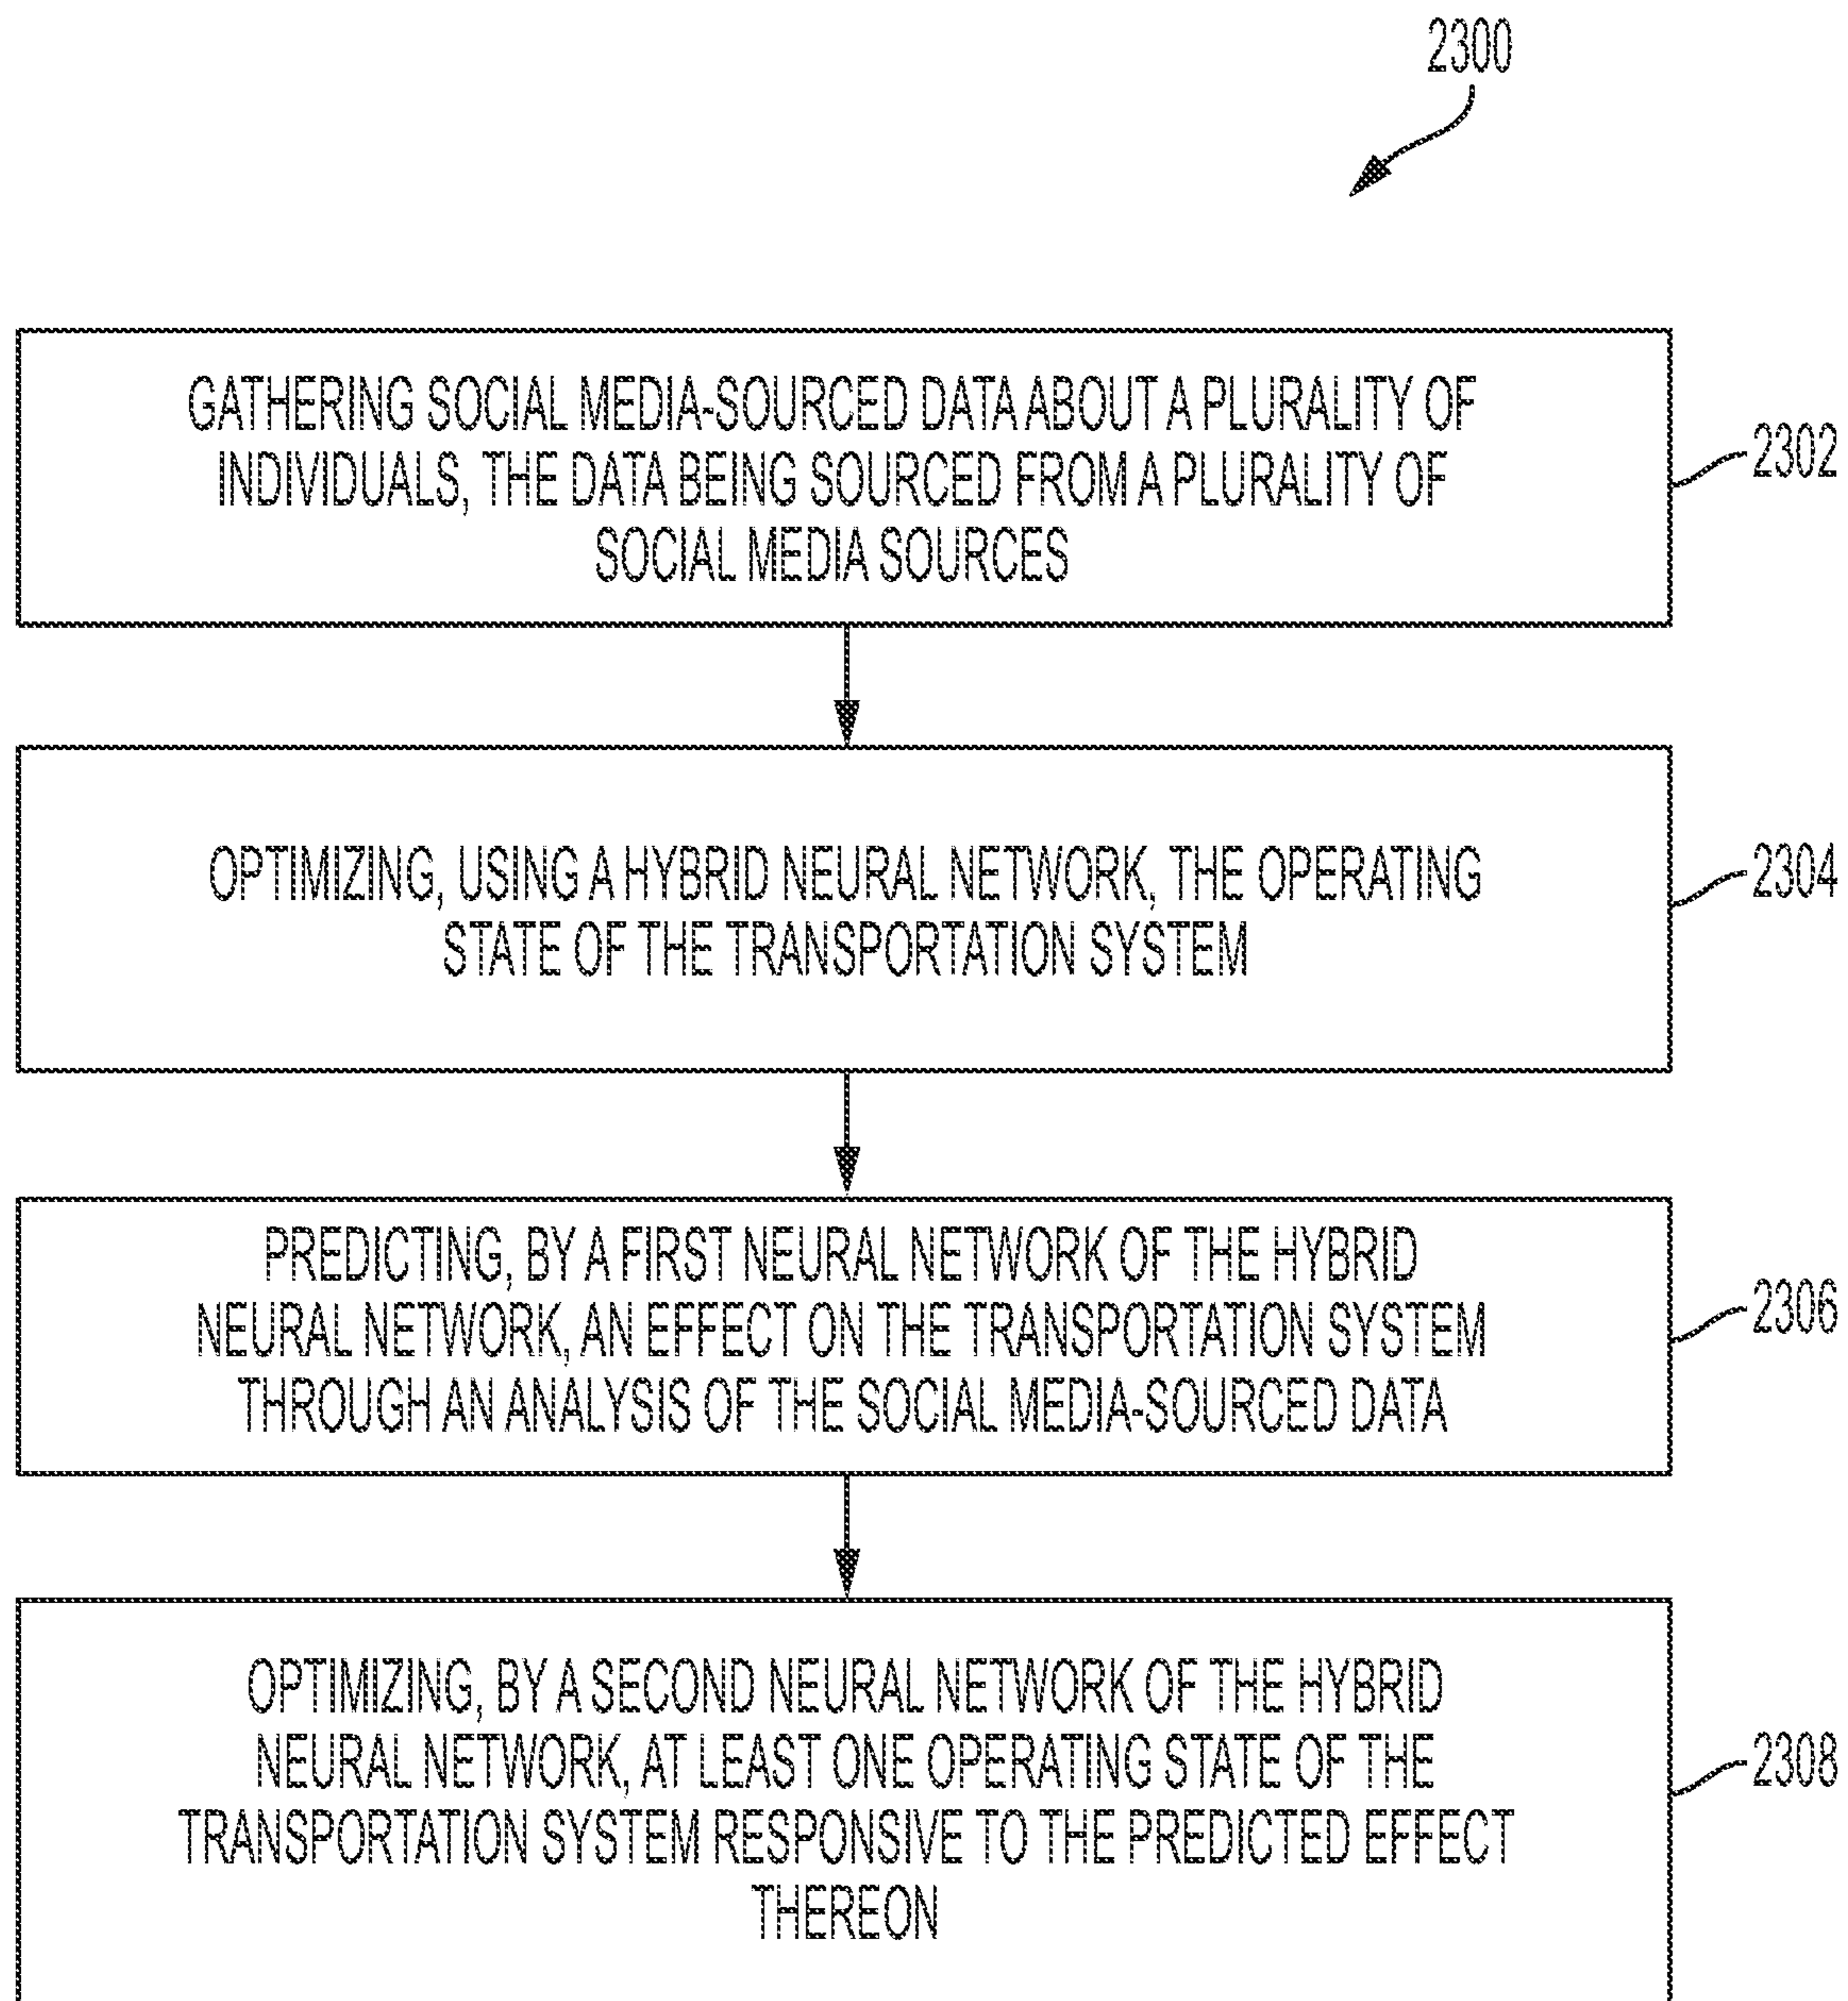 2300
GATHERING SOCIAL MEDIA-SOURCED DATA ABOUT A PLURALITY OF
INDIVIDUALS, THE DATA BEING SOURCED FROM A PLURALITY OF
SOCIAL MEDIA SOURCES
2302
OPTIMIZING, USING A HYBRID NEURAL NETWORK, THE OPERATING
STATE OF THE TRANSPORTATION SYSTEM
2304
PREDICTING, BY A FIRST NEURAL NETWORK OF THE HYBRID
NEURAL NETWORK, AN EFFECT ON THE TRANSPORTATION SYSTEM
THROUGH AN ANALYSIS OF THE SOCIAL MEDIA-SOURCED DATA
2306
OPTIMIZING, BY A SECOND NEURAL NETWORK OF THE HYBRID
NEURAL NETWORK, AT LEAST ONE OPERATING STATE OF THE
TRANSPORTATION SYSTEM RESPONSIVE TO THE PREDICTED EFFECT
THEREON
2308